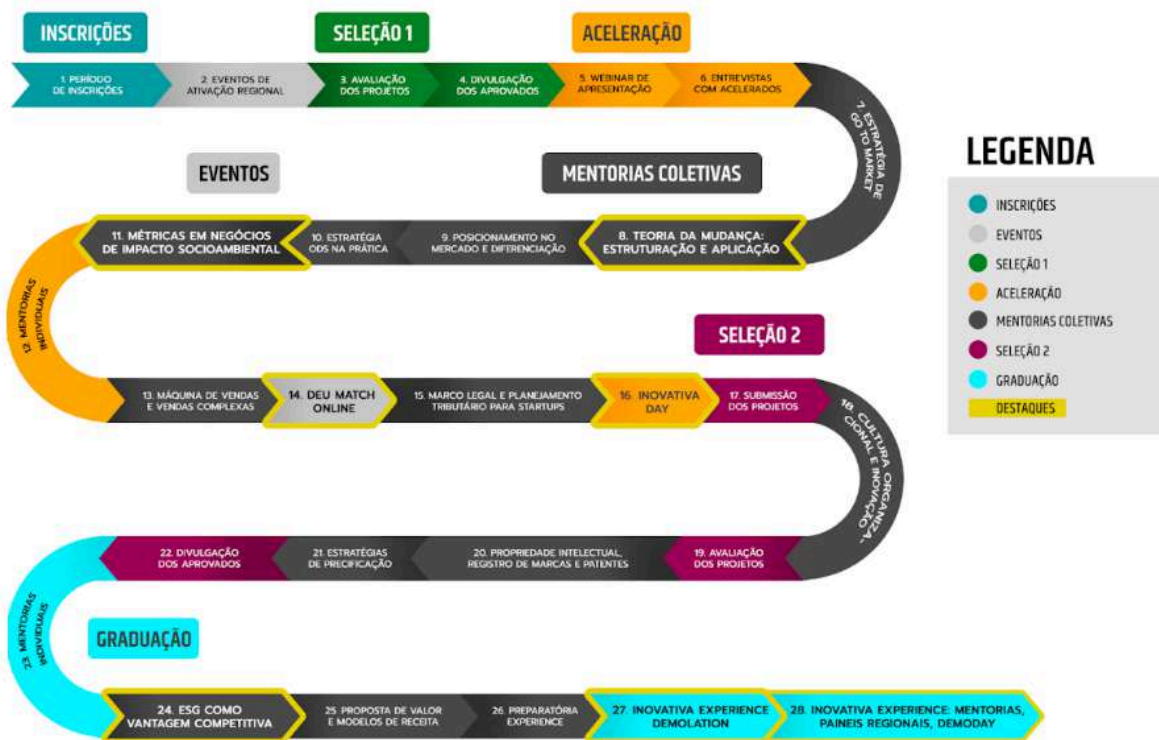 INSCRIÇÕES
SELEÇÃO 1
ACELERAÇÃO
1. PERÍODO
DE INSCRIÇÕES
2. EVENTOS DE
ATIVAÇÃO REGIONAL
3. AVALIAÇÃO
DOS PROJETOS
4. DIVULGAÇÃO
DOS APROVADOS
5. WEBINAR DE
APRESENTAÇÃO
6. ENTREVISTAS
COM ACELERADOS
7. ESTRATÉGIA DE
GO TO MARKET
EVENTOS
MENTORIAS COLETIVAS
8. TEORIA DA MUDANÇA:
ESTRUTURAÇÃO E APLICAÇÃO
9. POSICIONAMENTO NO
MERCADO E DIFERENCIAÇÃO
10. ESTRATÉGIA
ODS NA PRÁTICA
11. MÉTRICAS EM NEGÓCIOS
DE IMPACTO SOCIOAMBIENTAL
12. MENTORIAS
INDIVIDUAIS
SELEÇÃO 2
13. MÁQUINA DE VENDAS
E VENDAS COMPLEXAS
14. DEU MATCH
ONLINE
15. MARCO LEGAL E PLANEJAMENTO
TRIBUTÁRIO PARA STARTUPS
16. INOVATIVA
DAY
17. SUBMISSÃO
DOS PROJETOS
18. CULTURA ORGANIZA-
CIONAL E INOVAÇÃO
19. AVALIAÇÃO
DOS PROJETOS
20. PROPRIEDADE INTELECTUAL,
REGISTRO DE MARCAS E PATENTES
21. ESTRATÉGIAS
DE PRECIFICAÇÃO
22. DIVULGAÇÃO
DOS APROVADOS
23. MENTORIAS
INDIVIDUAIS
GRADUAÇÃO
24. ESG COMO
VANTAGEM COMPETITIVA
25. PROPOSTA DE VALOR
E MODELOS DE RECEITA
26. PREPARATÓRIA
EXPERIENCE
27. INOVATIVA EXPERIENCE
DEMOLATION
28. INOVATIVA EXPERIENCE: MENTORIAS,
PAINEIS REGIONAIS, DEMODAY
LEGENDA
INSCRIÇÕES
EVENTOS
SELEÇÃO 1
ACELERAÇÃO
MENTORIAS COLETIVAS
SELEÇÃO 2
GRADUAÇÃO
DESTAQUES